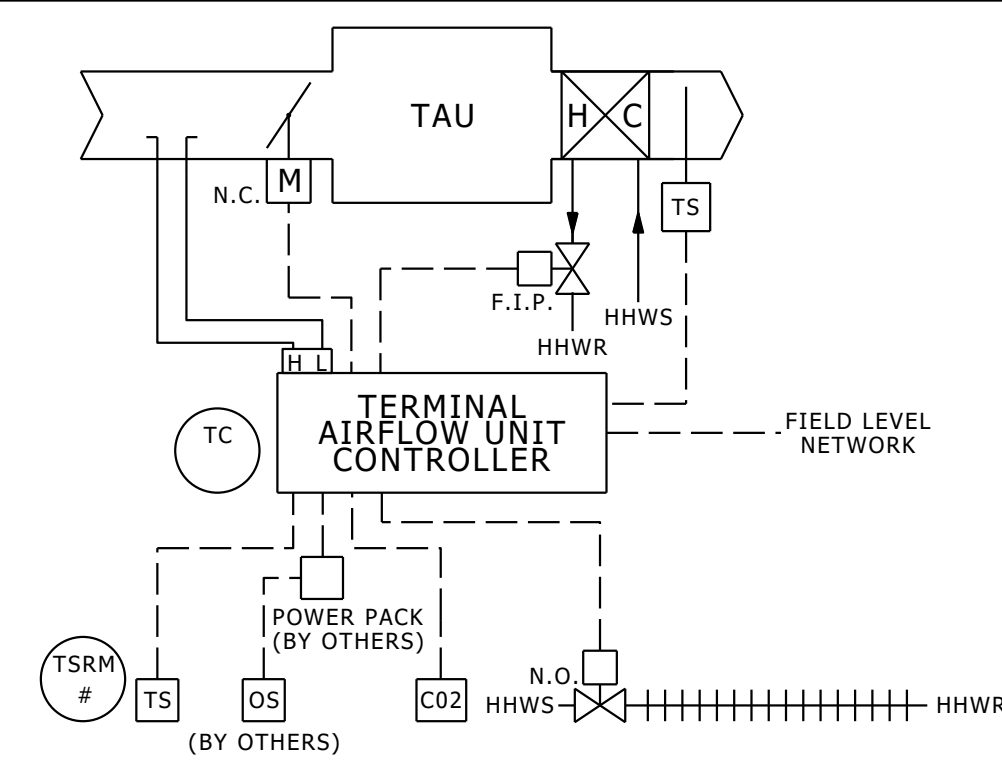 TAU
H C
M
N.C.
TS
F.I.P.
HHWS
HHWR
H L
TERMINAL
AIRFLOW UNIT
CONTROLLER
TC
FIELD LEVEL
NETWORK
POWER PACK
(BY OTHERS)
TSRM
#
TS
OS
(BY OTHERS)
C02
N.O.
HHWS
HHWR